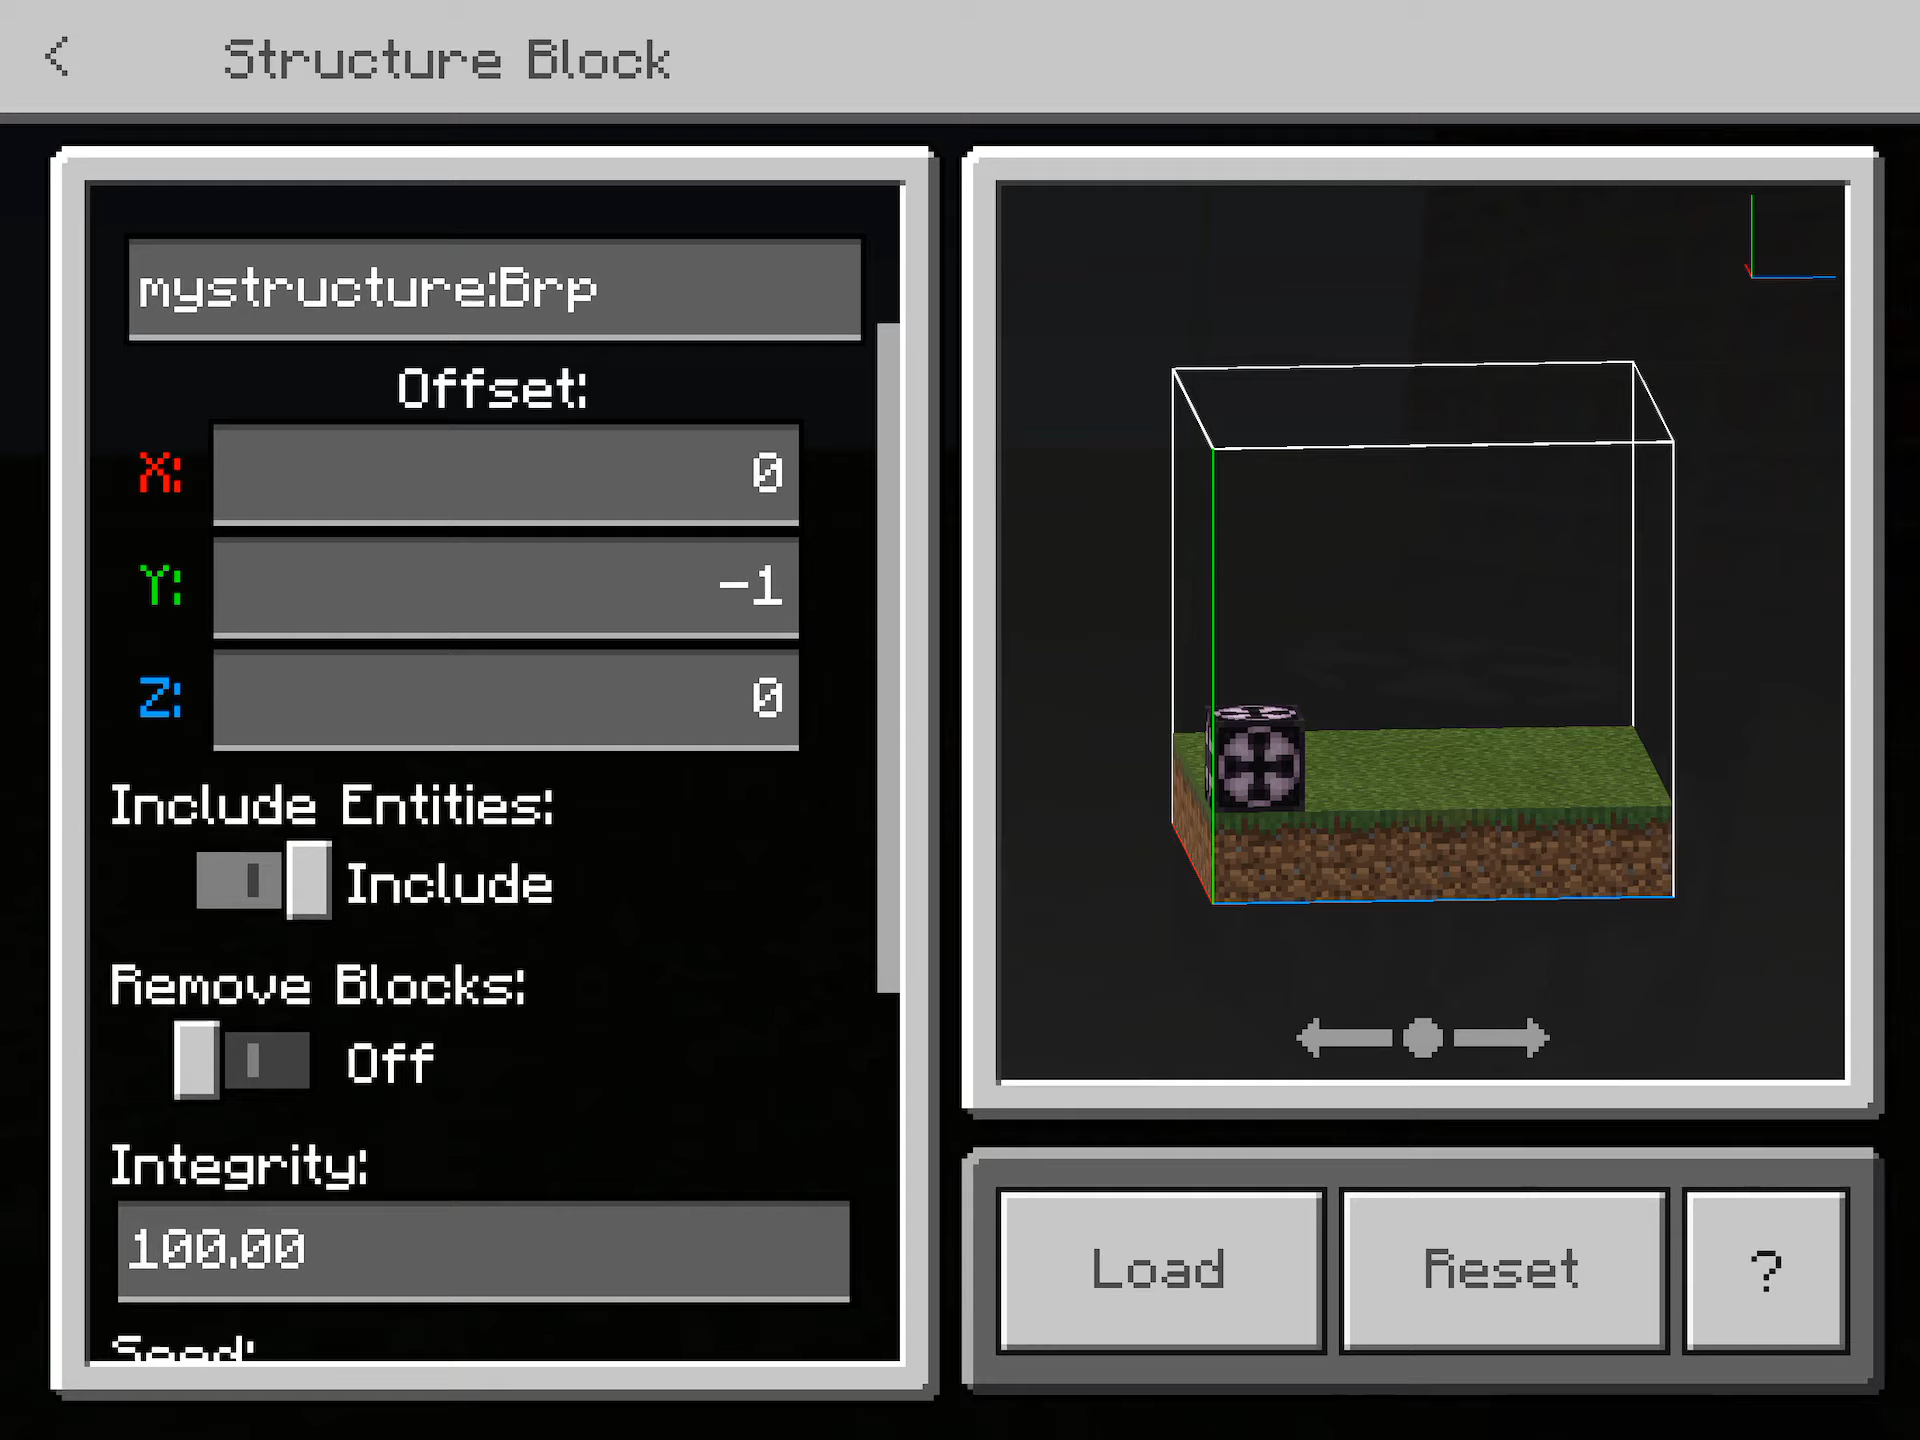 Structure Block
mystructure:Brp
Offset:
X: 0
Y: -1
Z: 0
Include Entities:
Include
Remove Blocks:
Off
Integrity:
100.00
Seed:
Load
Reset
?